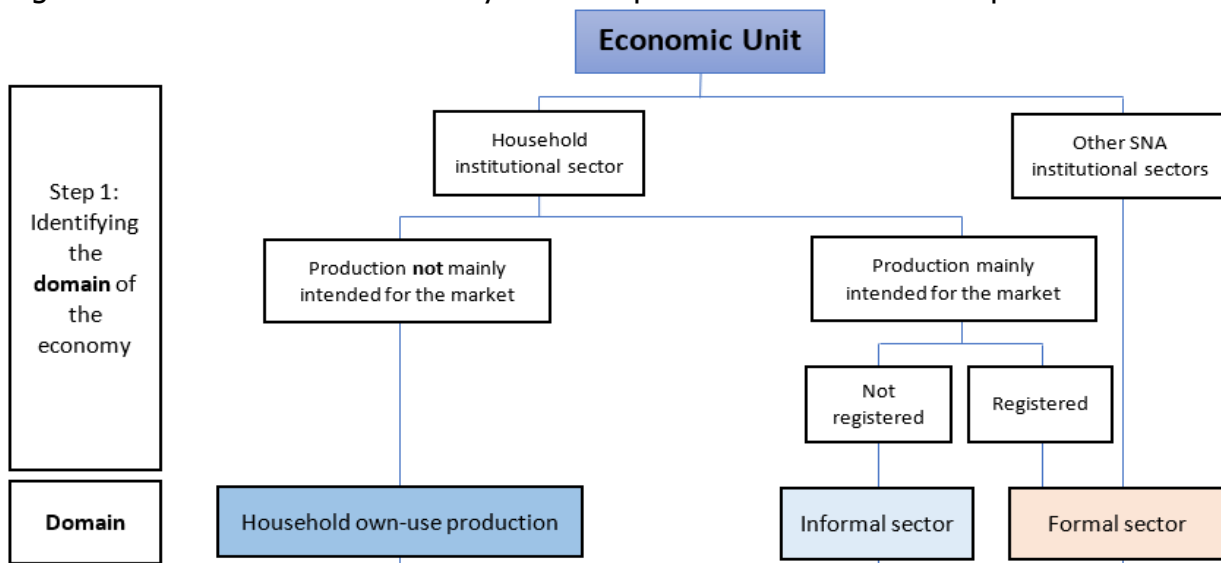 Economic Unit
Household
institutional sector
Other SNA
institutional sectors
Step 1:
Identifying
the
domain of
the
economy
Production not mainly
intended for the market
Production mainly
intended for the market
Not
registered
Registered
Domain
Household own-use production
Informal sector
Formal sector